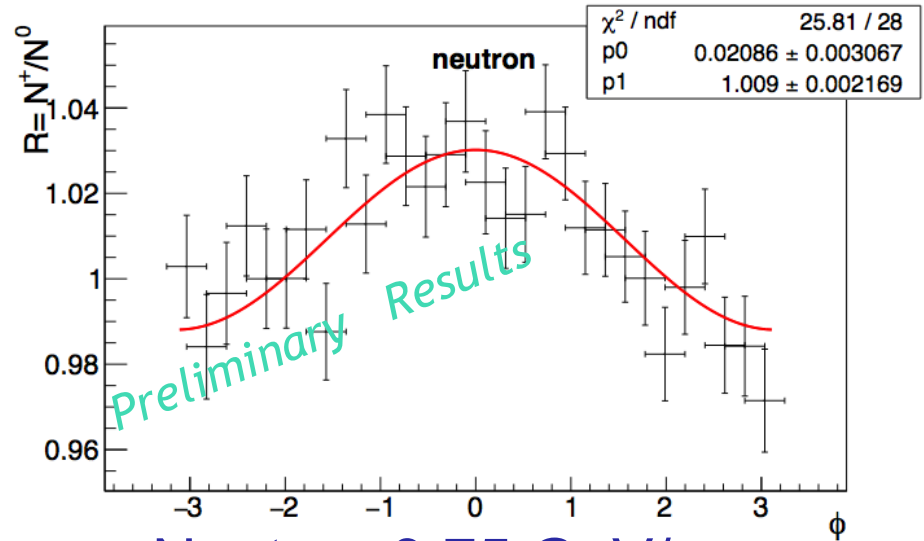 χ² / ndf 25.81 / 28
p0 0.02086 ± 0.003067
p1 1.009 ± 0.002169
neutron
R= N⁺/N⁰
1.04
1.02
1
0.98
0.96
Preliminary Results
−3 −2 −1 0 1 2 3
ϕ